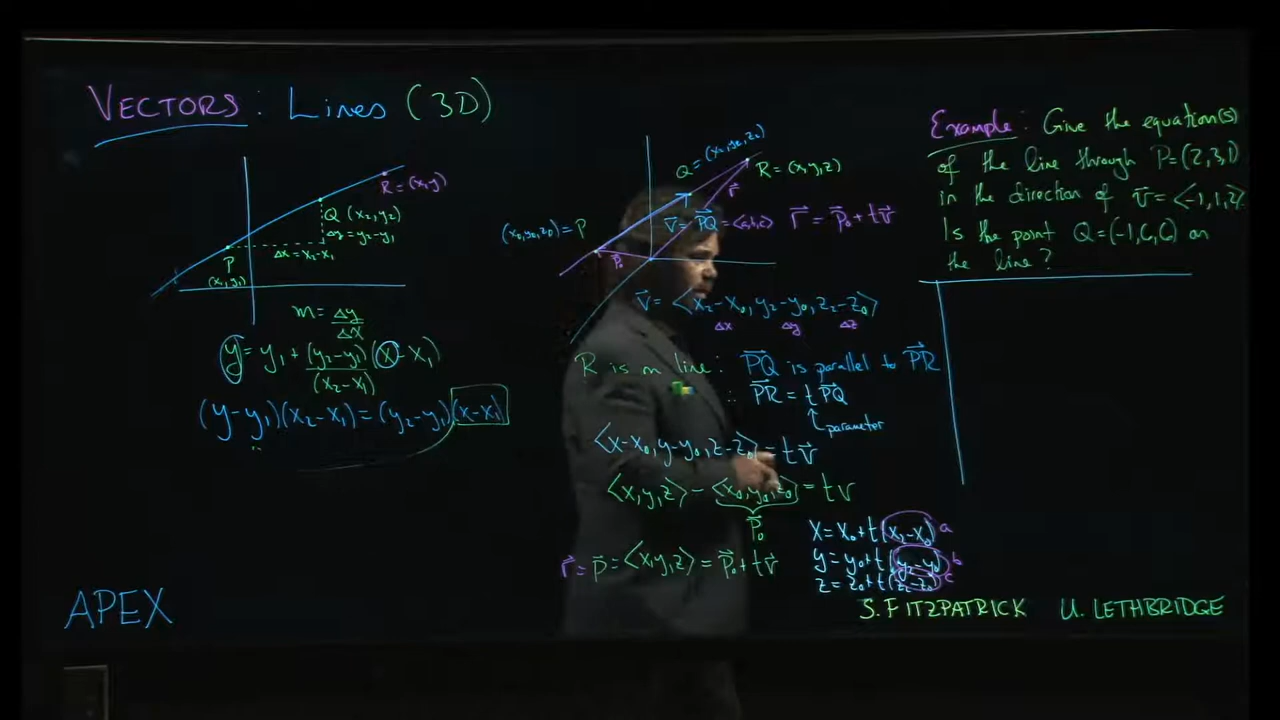 VECTORS: Lines (3D)
R = (x,y)
Q (x₂,y₂)
Δy = y₂-y₁
Δx = x₂-x₁
P
(x₁,y₁)
m = Δy/Δx
y = y₁ + (y₂-y₁)/(x₂-x₁) (x-x₁)
(y-y₁)(x₂-x₁) = (y₂-y₁)(x-x₁)
APEX
Q = (x₂,y₂,z₂)
R = (x,y,z)
r⃗
(x₀,y₀,z₀) = P
v⃗ = PQ⃗ = <a,b,c>
r⃗ = p⃗₀ + tv⃗
p⃗₀
v⃗ = <x₂-x₀, y₂-y₀, z₂-z₀>
Δx Δy Δz
R is on line: PQ⃗ is parallel to PR⃗
∴ PR⃗ = tPQ⃗
parameter
<x-x₀, y-y₀, z-z₀> = tv⃗
<x,y,z> - <x₀,y₀,z₀> = tv
p⃗₀
r⃗ = p⃗ = <x,y,z> = p⃗₀ + tv⃗
x = x₀ + t(x₂-x₀) a
y = y₀ + t(y₂-y₀) b
z = z₀ + t(z₂-z₀) c
Example: Give the equation(s)
of the line through P=(2,3,1)
in the direction of v⃗ = <-1,1,2>.
Is the point Q=(-1,6,6) on
the line?
S. FITZPATRICK U. LETHBRIDGE